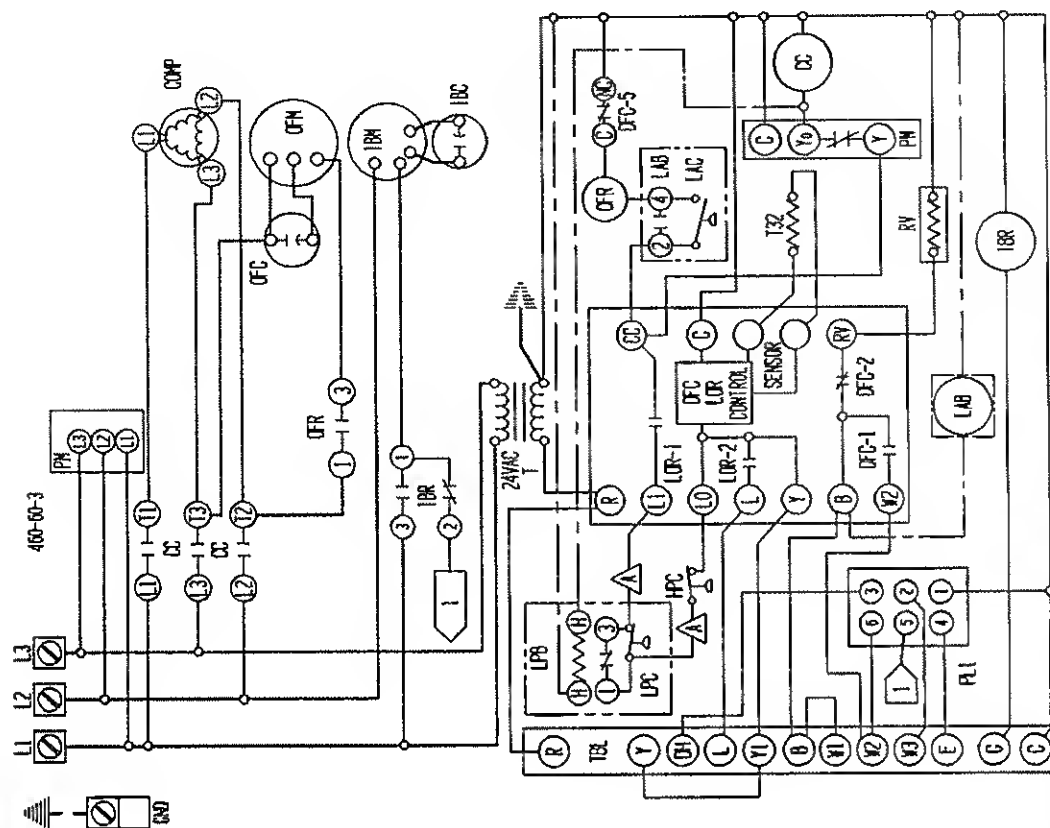 L1
L2
L3
460-60-3
GND
PM
L3
L2
L1
L1
T1
CC
L3
T3
CC
L2
T2
COMP
L1
L2
L3
OFM
OFC
OFR
1
3
IBM
IBC
3
1
IBR
2
1
24VAC
T
R
TBL
Y
DH
L
Y1
B
W1
W2
W3
E
G
C
LPB
H
H
1
3
LPC
A
A
HPC
R
L1
LO
L
Y
B
W2
LOR-1
LOR-2
DFC
LOR
CONTROL
SENSOR
DFC-1
DFC-2
CC
C
RV
6
3
5
2
4
1
PL1
1
OFR
C
NC
DFC-5
LAB
LAC
2
4
T32
CC
C
Yo
Y
PM
RV
LAB
IBR